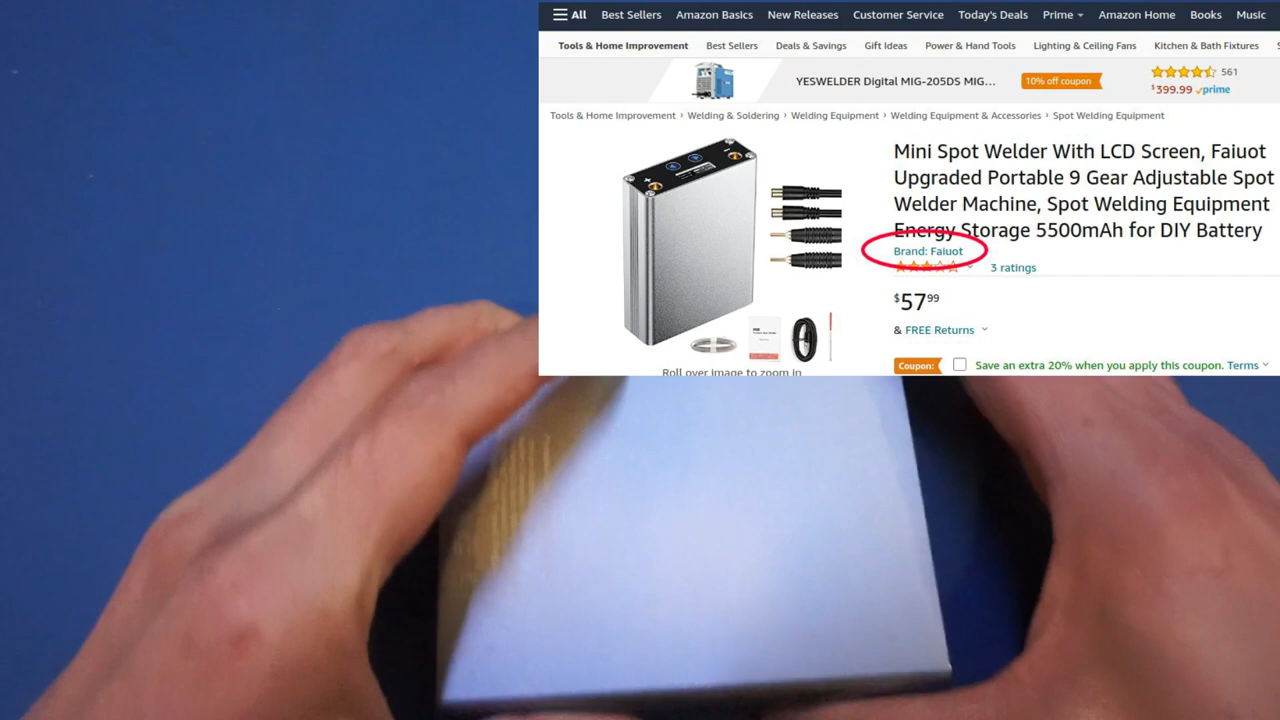 All Best Sellers Amazon Basics New Releases Customer Service Today's Deals Prime Amazon Home Books Music
Tools & Home Improvement Best Sellers Deals & Savings Gift Ideas Power & Hand Tools Lighting & Ceiling Fans Kitchen & Bath Fixtures
YESWELDER Digital MIG-205DS MIG... 10% off coupon 561
$399.99 prime
Tools & Home Improvement › Welding & Soldering › Welding Equipment › Welding Equipment & Accessories › Spot Welding Equipment
Mini Spot Welder With LCD Screen, Faiuot
Upgraded Portable 9 Gear Adjustable Spot
Welder Machine, Spot Welding Equipment
Energy Storage 5500mAh for DIY Battery
Brand: Faiuot
3 ratings
$57.99
& FREE Returns
Coupon: Save an extra 20% when you apply this coupon. Terms
Roll over image to zoom in